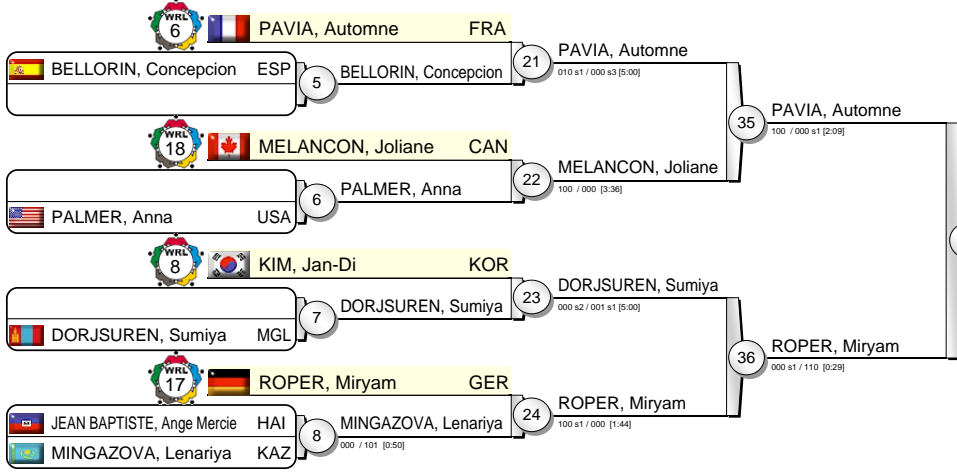 WRL 6 PAVIA, Automne FRA
BELLORIN, Concepcion ESP
5 BELLORIN, Concepcion
21 PAVIA, Automne
010 s1 / 000 s3 [5:00]
WRL 18 MELANCON, Joliane CAN
PALMER, Anna USA
6 PALMER, Anna
22 MELANCON, Joliane
100 / 000 [3:36]
35 PAVIA, Automne
100 / 000 s1 [2:09]
WRL 8 KIM, Jan-Di KOR
DORJSUREN, Sumiya MGL
7 DORJSUREN, Sumiya
23 DORJSUREN, Sumiya
000 s2 / 001 s1 [5:00]
WRL 17 ROPER, Miryam GER
JEAN BAPTISTE, Ange Mercie HAI
MINGAZOVA, Lenariya KAZ
8 MINGAZOVA, Lenariya
000 / 101 [0:50]
24 ROPER, Miryam
100 s1 / 000 [1:44]
36 ROPER, Miryam
000 s1 / 110 [0:29]